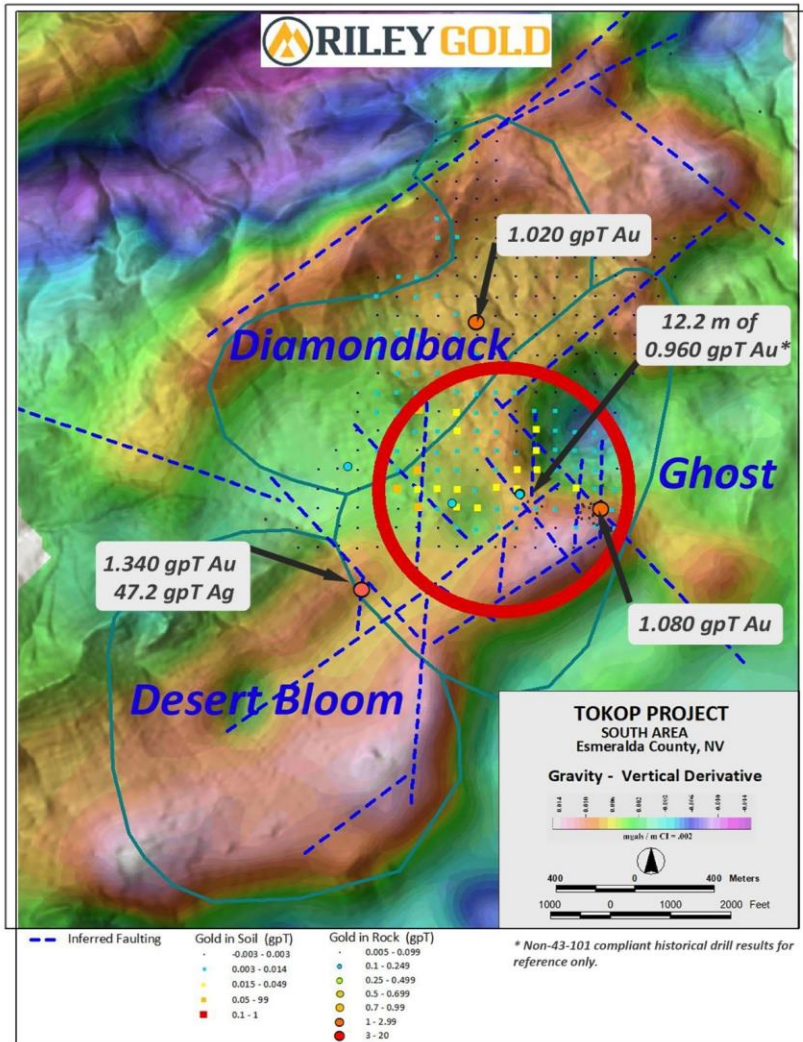 RILEY GOLD
1.020 gpT Au
Diamondback
12.2 m of
0.960 gpT Au*
Ghost
1.340 gpT Au
47.2 gpT Ag
1.080 gpT Au
Desert Bloom
TOKOP PROJECT
SOUTH AREA
Esmeralda County, NV
Gravity - Vertical Derivative
mgals / m CI = .002
400 0 400 Meters
1000 0 1000 2000 Feet
Inferred Faulting
Gold in Soil (gpT)
-0.003 - 0.003
0.003 - 0.014
0.015 - 0.049
0.05 - 99
0.1 - 1
Gold in Rock (gpT)
0.005 - 0.099
0.1 - 0.249
0.25 - 0.499
0.5 - 0.699
0.7 - 0.99
1 - 2.99
3 - 20
* Non-43-101 compliant historical drill results for
reference only.